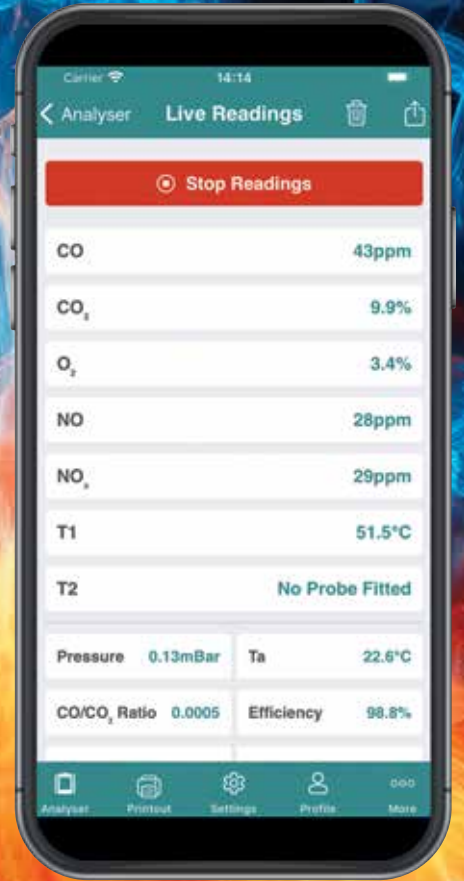 Carrier 14:14
Analyser Live Readings
Stop Readings
CO 43ppm
CO₂ 9.9%
O₂ 3.4%
NO 28ppm
NOₓ 29ppm
T1 51.5°C
T2 No Probe Fitted
Pressure 0.13mBar Ta 22.6°C
CO/CO₂ Ratio 0.0005 Efficiency 98.8%
Analyser Printout Settings Profile More